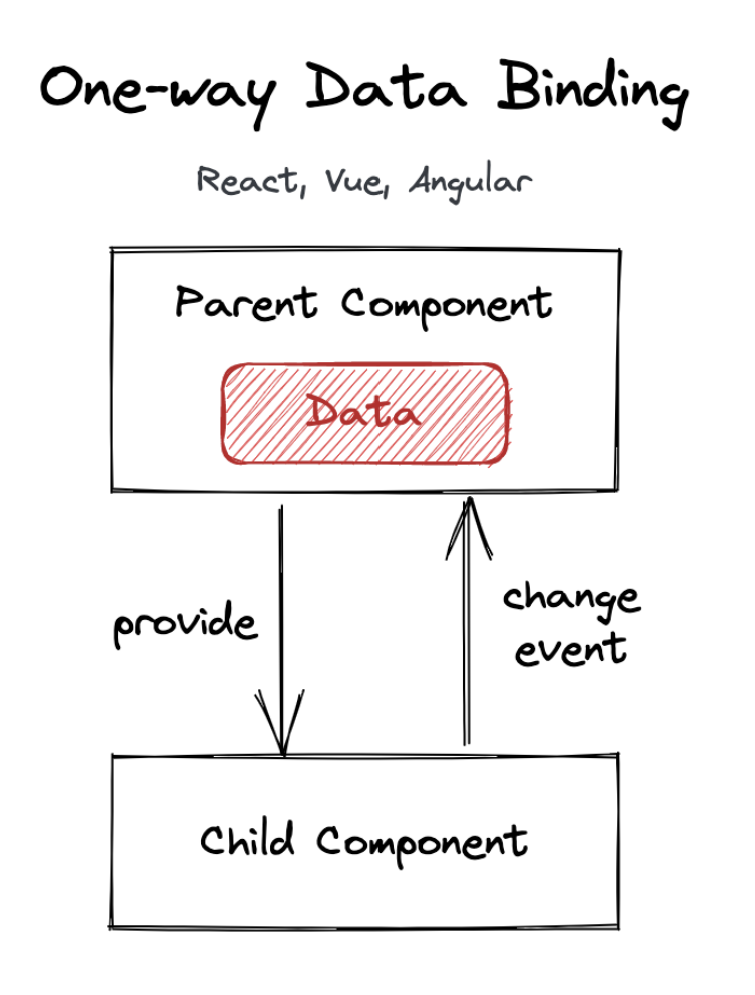 One-way Data Binding
React, Vue, Angular
Parent Component
Data
provide
change
event
Child Component